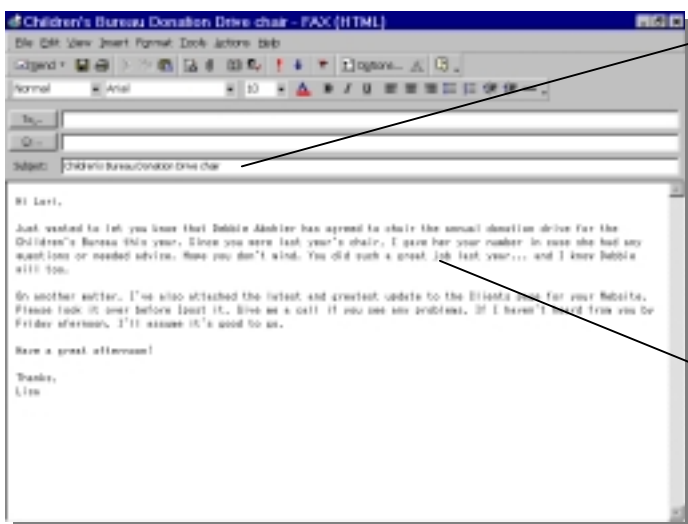 Children's Bureau Donation Drive chair - FAX (HTML)
File Edit View Insert Format Tools Actions Help
Send Options...
Normal Arial 10 B I U
To...
Cc...
Subject: Children's Bureau Donation Drive chair
Hi Lori,
Just wanted to let you know that Debbie has agreed to chair the annual donation drive for the
Children's Bureau this year. Since you were last year's chair, I gave her your number in case she had any
questions or needed advice. Hope you don't mind. You did such a great job last year... and I know Debbie
will too.
On another matter, I've also attached the latest and greatest update to the Clients page for your Website.
Please look it over before I post it. Give me a call if you see any problems. If I haven't heard from you by
Friday afernoon, I'll assume it's good to go.
Have a great afternoon!
Thanks,
Lisa